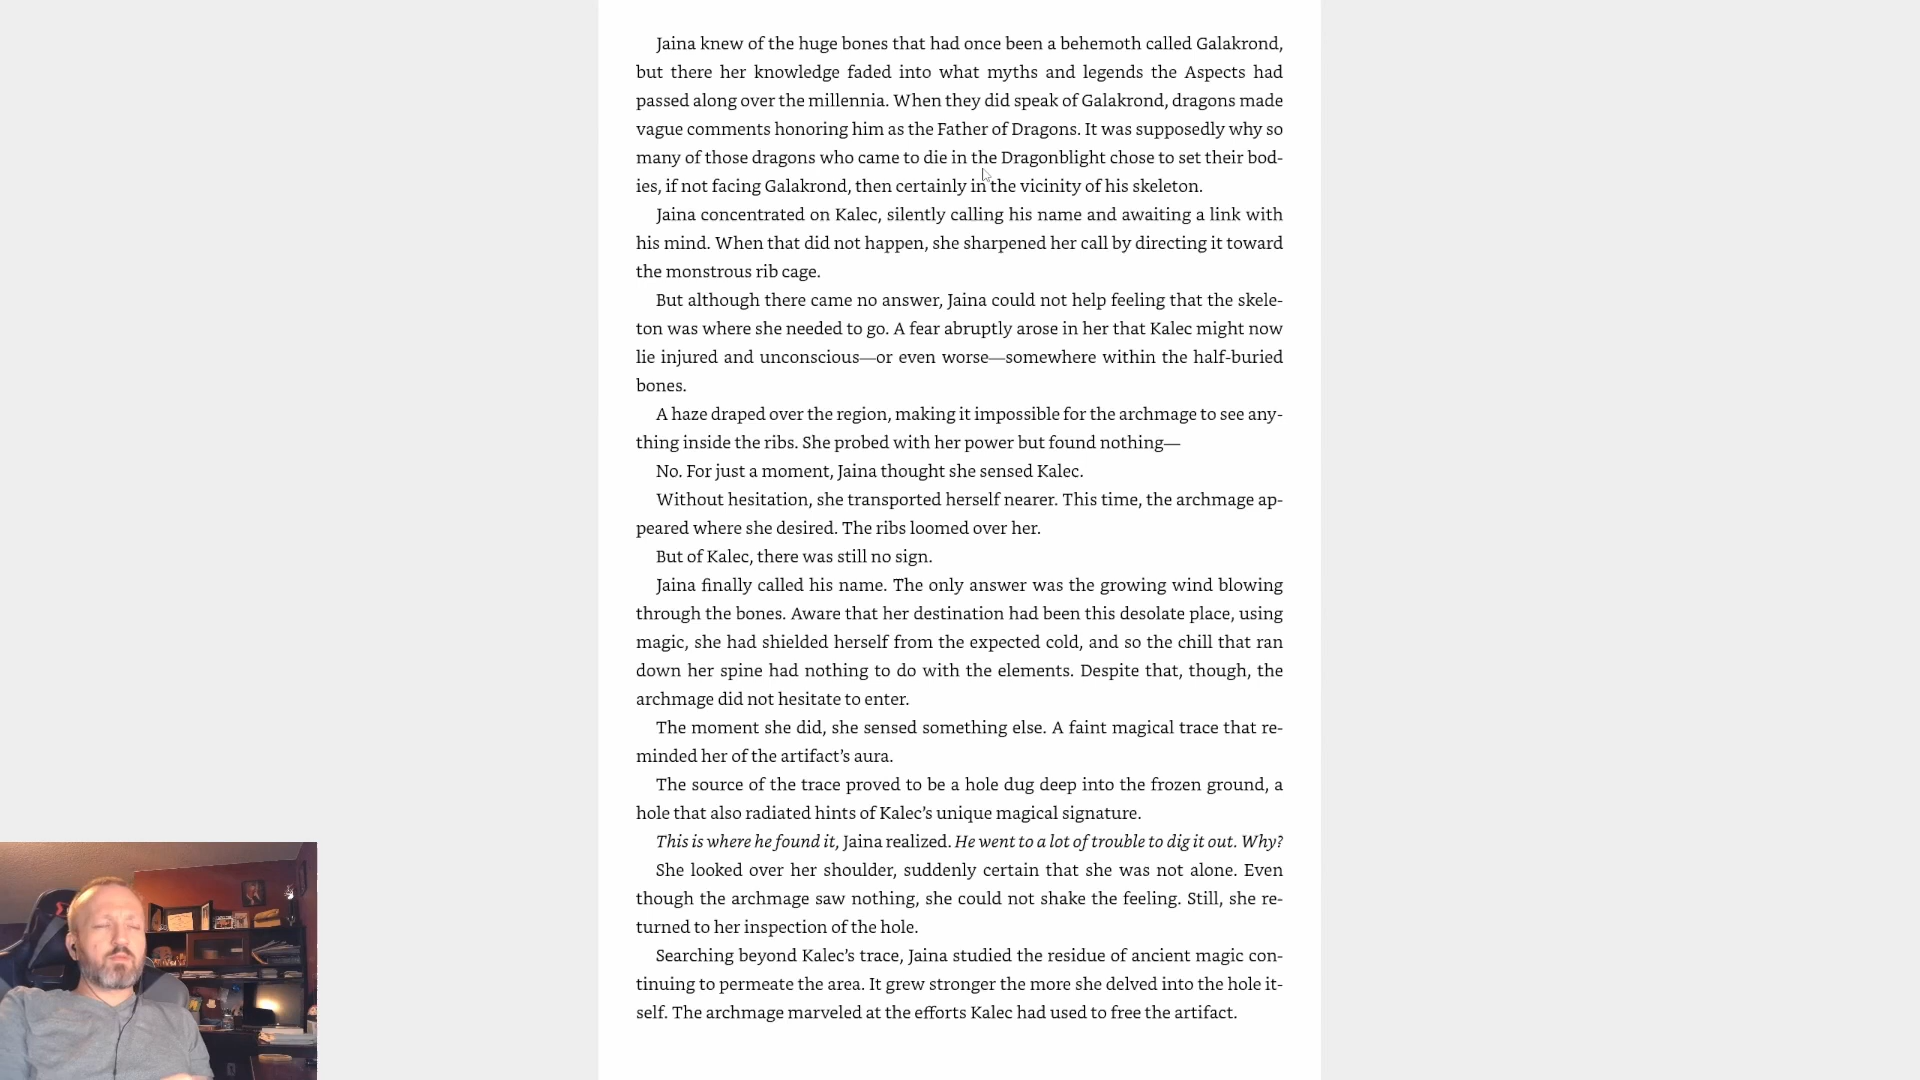 Jaina knew of the huge bones that had once been a behemoth called Galakrond,
but there her knowledge faded into what myths and legends the Aspects had
passed along over the millennia. When they did speak of Galakrond, dragons made
vague comments honoring him as the Father of Dragons. It was supposedly why so
many of those dragons who came to die in the Dragonblight chose to set their bod-
ies, if not facing Galakrond, then certainly in the vicinity of his skeleton.
Jaina concentrated on Kalec, silently calling his name and awaiting a link with
his mind. When that did not happen, she sharpened her call by directing it toward
the monstrous rib cage.
But although there came no answer, Jaina could not help feeling that the skele-
ton was where she needed to go. A fear abruptly arose in her that Kalec might now
lie injured and unconscious—or even worse—somewhere within the half-buried
bones.
A haze draped over the region, making it impossible for the archmage to see any-
thing inside the ribs. She probed with her power but found nothing—
No. For just a moment, Jaina thought she sensed Kalec.
Without hesitation, she transported herself nearer. This time, the archmage ap-
peared where she desired. The ribs loomed over her.
But of Kalec, there was still no sign.
Jaina finally called his name. The only answer was the growing wind blowing
through the bones. Aware that her destination had been this desolate place, using
magic, she had shielded herself from the expected cold, and so the chill that ran
down her spine had nothing to do with the elements. Despite that, though, the
archmage did not hesitate to enter.
The moment she did, she sensed something else. A faint magical trace that re-
minded her of the artifact’s aura.
The source of the trace proved to be a hole dug deep into the frozen ground, a
hole that also radiated hints of Kalec’s unique magical signature.
This is where he found it, Jaina realized. He went to a lot of trouble to dig it out. Why?
She looked over her shoulder, suddenly certain that she was not alone. Even
though the archmage saw nothing, she could not shake the feeling. Still, she re-
turned to her inspection of the hole.
Searching beyond Kalec’s trace, Jaina studied the residue of ancient magic con-
tinuing to permeate the area. It grew stronger the more she delved into the hole it-
self. The archmage marveled at the efforts Kalec had used to free the artifact.